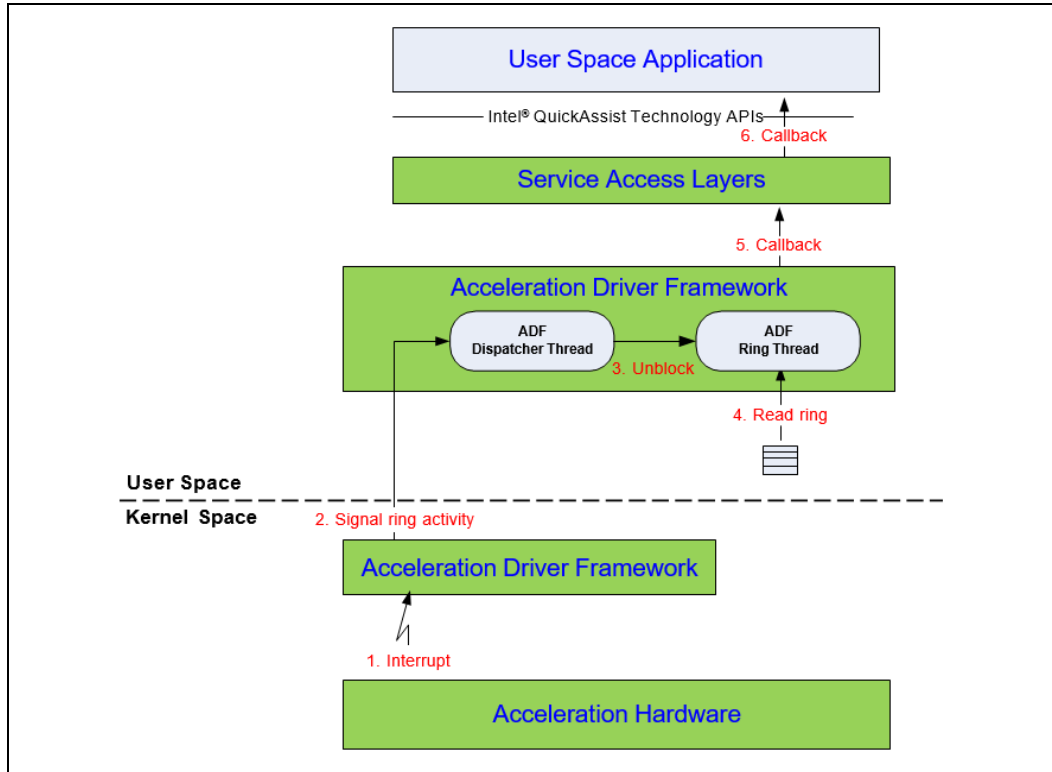 User Space Application
Intel® QuickAssist Technology APIs
6. Callback
Service Access Layers
5. Callback
Acceleration Driver Framework
ADF
Dispatcher Thread
ADF
Ring Thread
3. Unblock
4. Read ring
User Space
Kernel Space
2. Signal ring activity
Acceleration Driver Framework
1. Interrupt
Acceleration Hardware